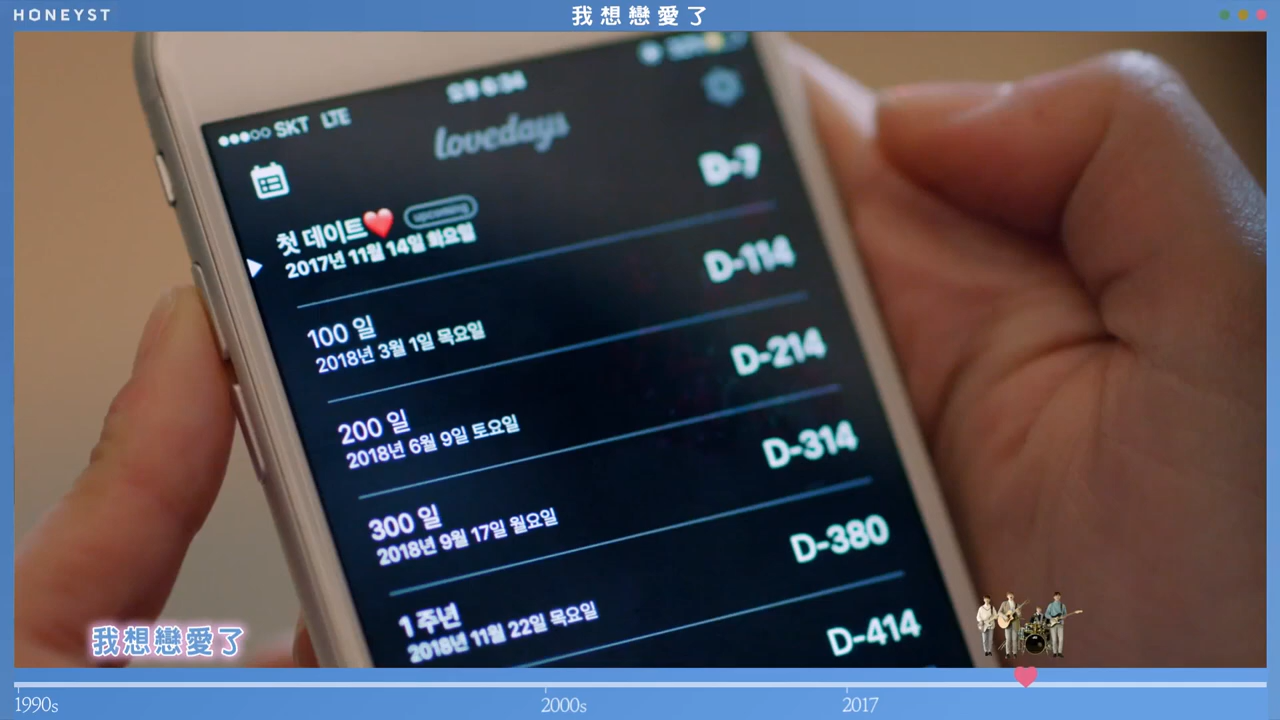 HONEYST
我想戀愛了
오후 6:34
SKT LTE
lovedays
첫 데이트❤️ upcoming
D-7
2017년 11월 14일 화요일
100 일
D-114
2018년 3월 1일 목요일
200 일
D-214
2018년 6월 9일 토요일
300 일
D-314
2018년 9월 17일 월요일
1 주년
D-380
2018년 11월 22일 목요일
D-414
我想戀愛了
1990s
2000s
2017